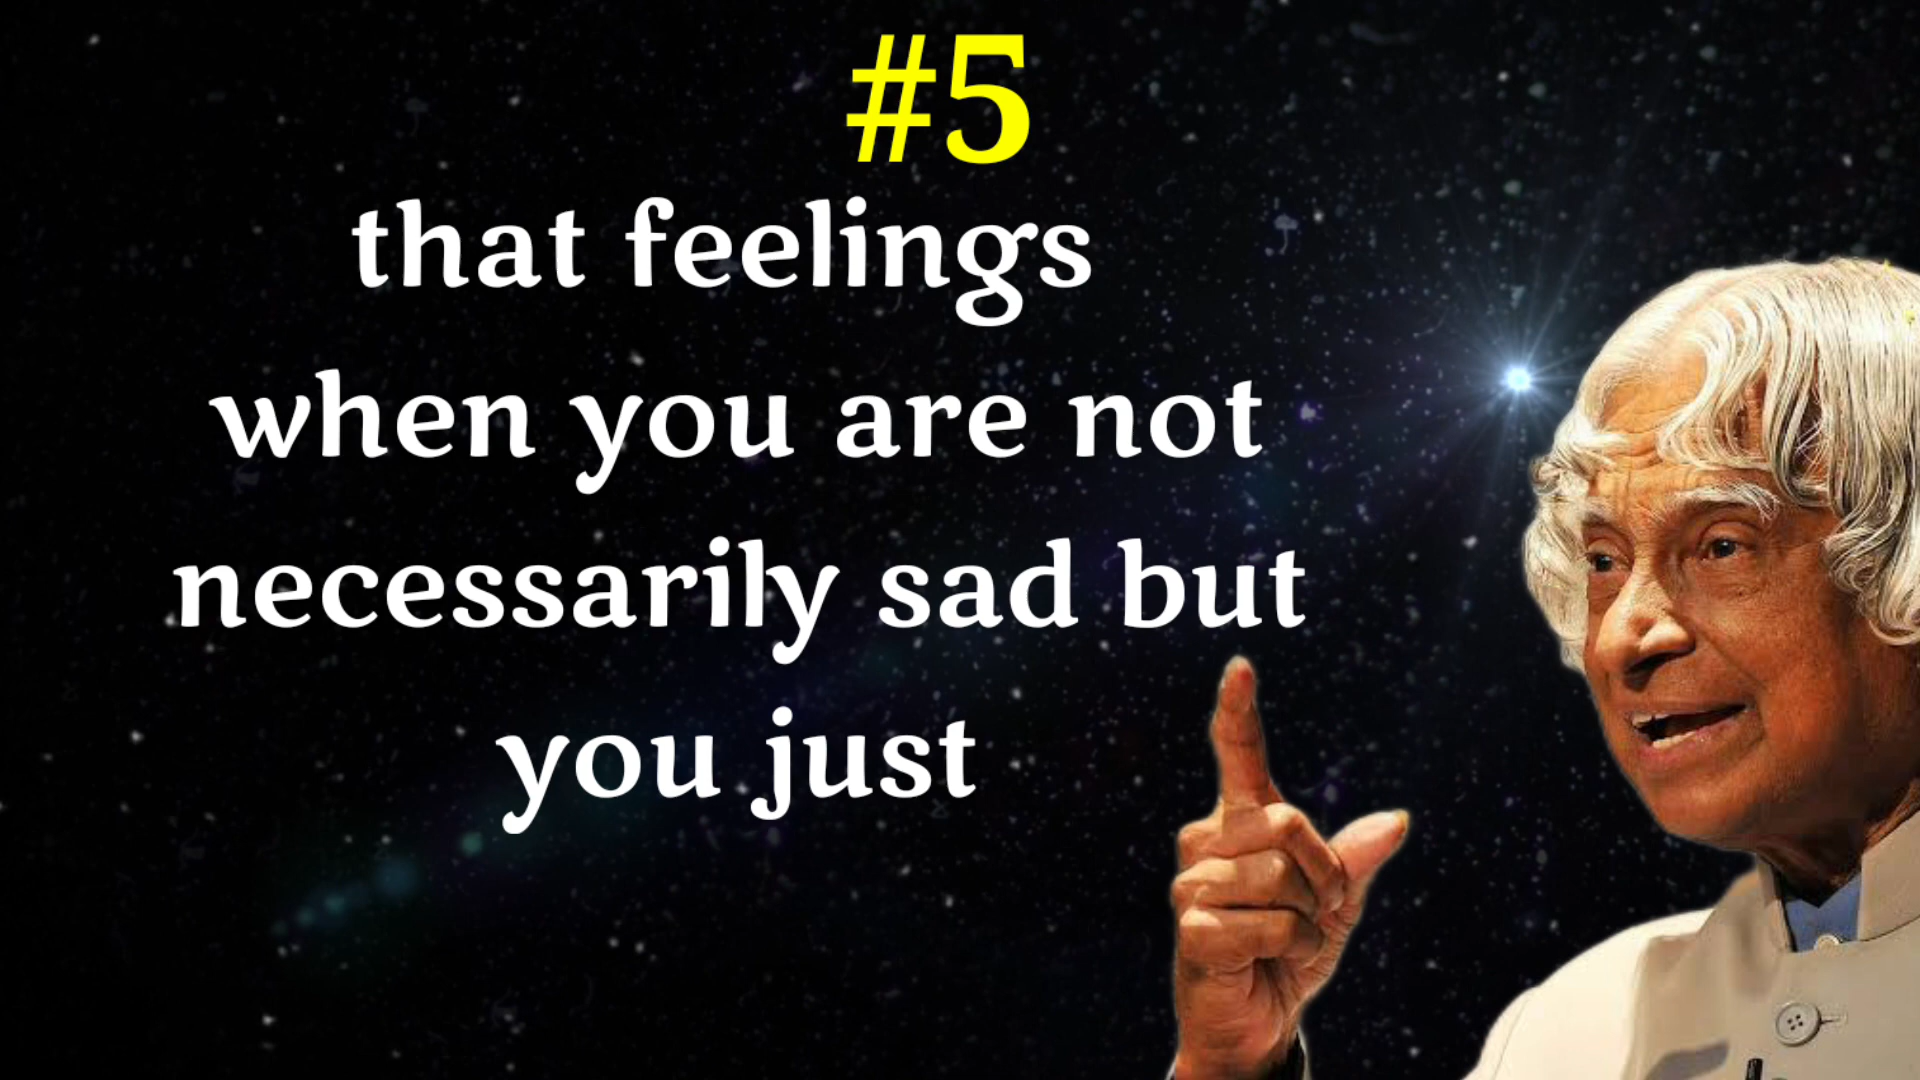 #5
that feelings
when you are not
necessarily sad but
you just